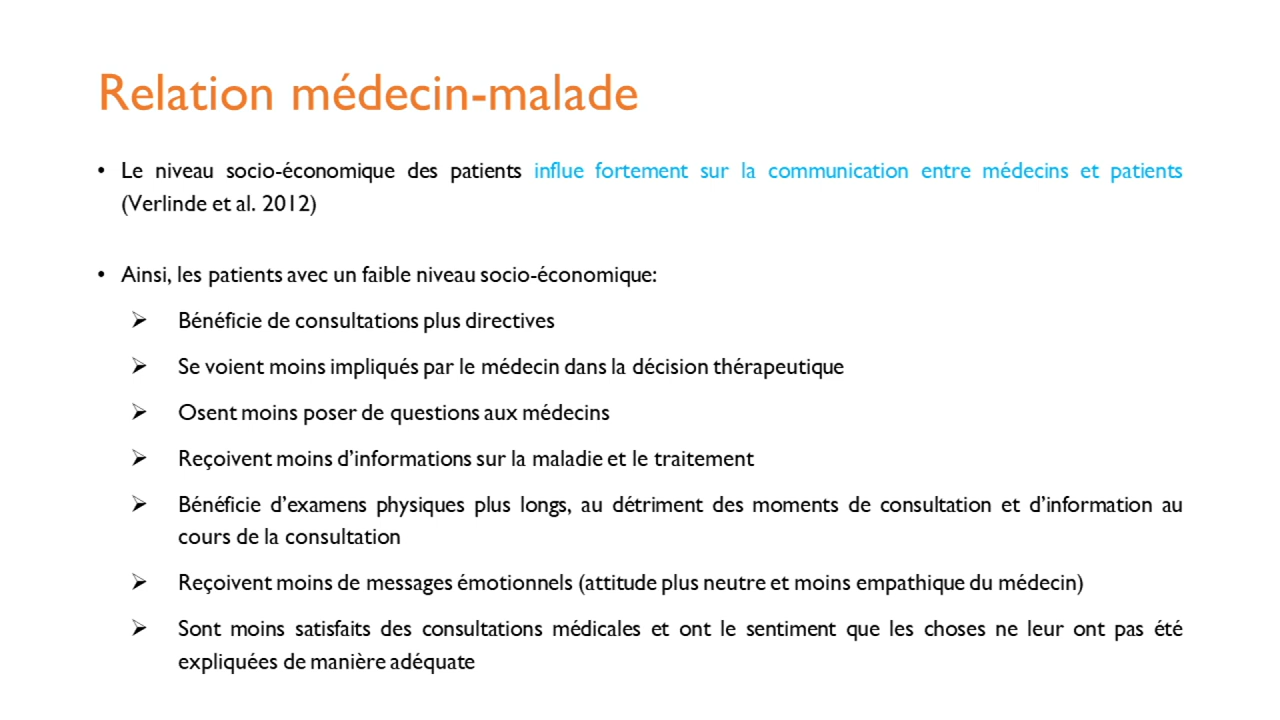 Relation médecin-malade
• Le niveau socio-économique des patients influe fortement sur la communication entre médecins et patients
(Verlinde et al. 2012)
• Ainsi, les patients avec un faible niveau socio-économique:
➢ Bénéficie de consultations plus directives
➢ Se voient moins impliqués par le médecin dans la décision thérapeutique
➢ Osent moins poser de questions aux médecins
➢ Reçoivent moins d’informations sur la maladie et le traitement
➢ Bénéficie d’examens physiques plus longs, au détriment des moments de consultation et d’information au
cours de la consultation
➢ Reçoivent moins de messages émotionnels (attitude plus neutre et moins empathique du médecin)
➢ Sont moins satisfaits des consultations médicales et ont le sentiment que les choses ne leur ont pas été
expliquées de manière adéquate